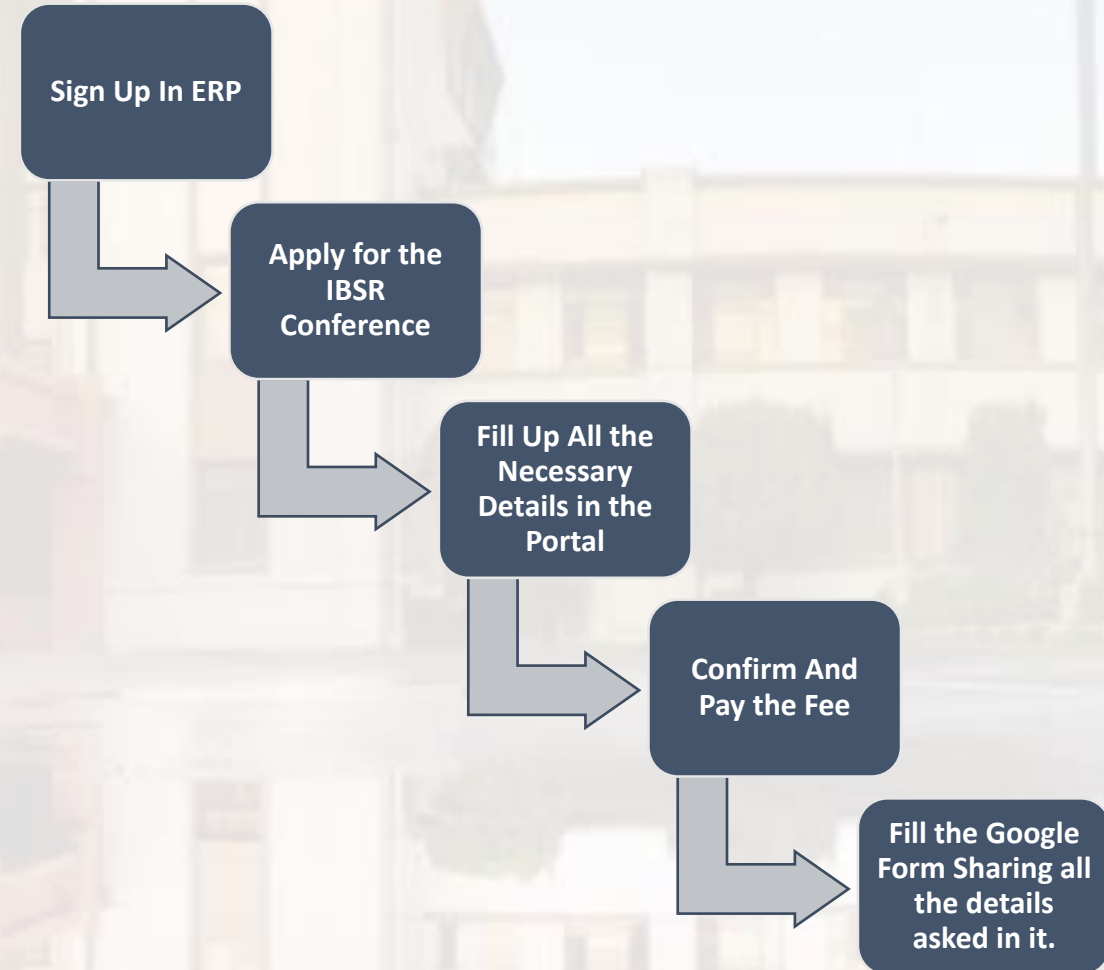 Sign Up In ERP
Apply for the
IBSR
Conference
Fill Up All the
Necessary
Details in the
Portal
Confirm And
Pay the Fee
Fill the Google
Form Sharing all
the details
asked in it.